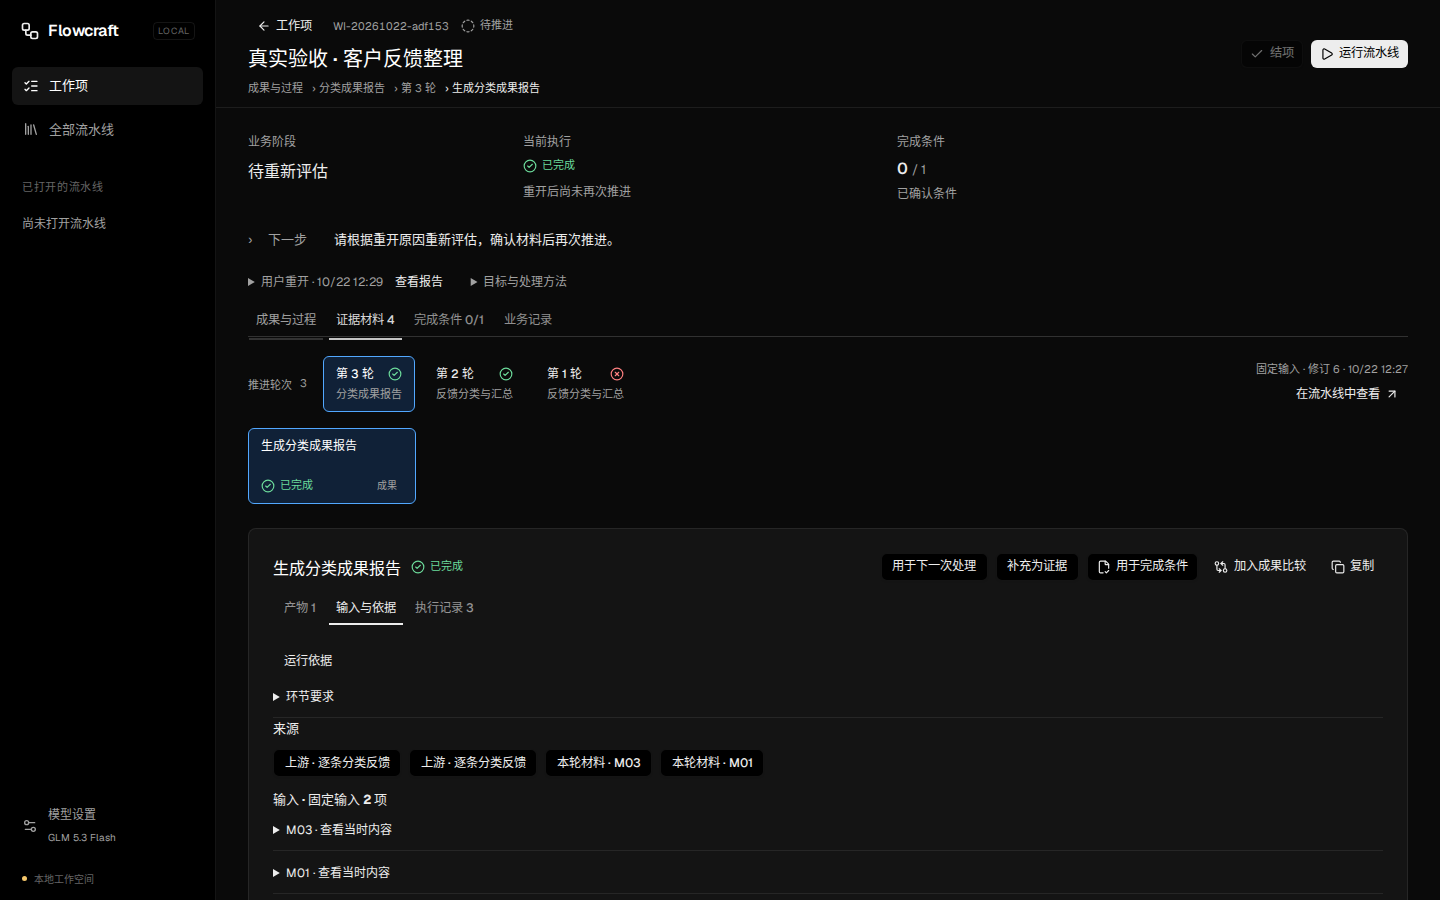 Flowcraft
LOCAL
工作项
全部流水线
已打开的流水线
尚未打开流水线
模型设置
GLM 5.3 Flash
本地工作空间
工作项
WI-20261022-adf153
待推进
真实验收 · 客户反馈整理
成果与过程 › 分类成果报告 › 第 3 轮 › 生成分类成果报告
结项
运行流水线
业务阶段
待重新评估
当前执行
已完成
重开后尚未再次推进
完成条件
0 / 1
已确认条件
› 下一步 请根据重开原因重新评估，确认材料后再次推进。
用户重开 · 10/22 12:29 查看报告
目标与处理方法
成果与过程
证据材料 4
完成条件 0/1
业务记录
推进轮次 3
第 3 轮
分类成果报告
第 2 轮
反馈分类与汇总
第 1 轮
反馈分类与汇总
固定输入 · 修订 6 · 10/22 12:27
在流水线中查看
生成分类成果报告
已完成
成果
生成分类成果报告
已完成
用于下一次处理
补充为证据
用于完成条件
加入成果比较
复制
产物 1
输入与依据
执行记录 3
运行依据
环节要求
来源
上游 · 逐条分类反馈
上游 · 逐条分类反馈
本轮材料 · M03
本轮材料 · M01
输入 · 固定输入 2 项
M03 · 查看当时内容
M01 · 查看当时内容